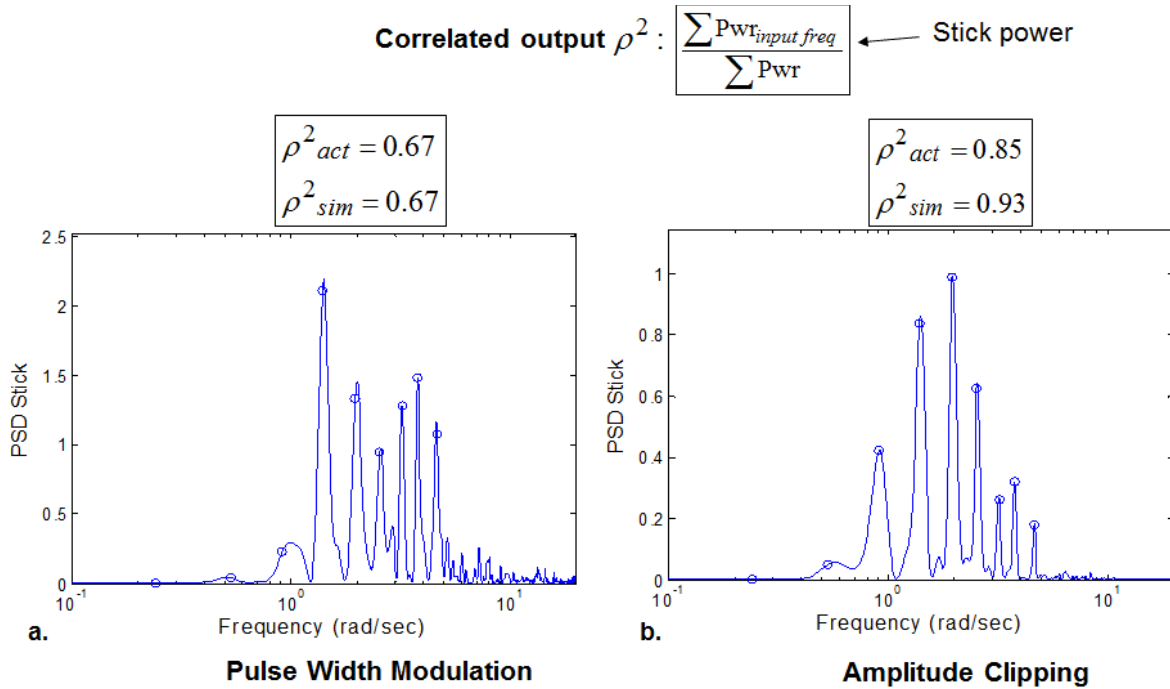 Correlated output ρ² : ∑ Pwr_input freq / ∑ Pwr
Stick power
ρ²act = 0.67
ρ²sim = 0.67
ρ²act = 0.85
ρ²sim = 0.93
2.5
2
1.5
1
0.5
0
PSD Stick
10⁻¹
10⁰
10¹
Frequency (rad/sec)
a.
Pulse Width Modulation
1
0.8
0.6
0.4
0.2
0
PSD Stick
10⁻¹
10⁰
10¹
Frequency (rad/sec)
b.
Amplitude Clipping